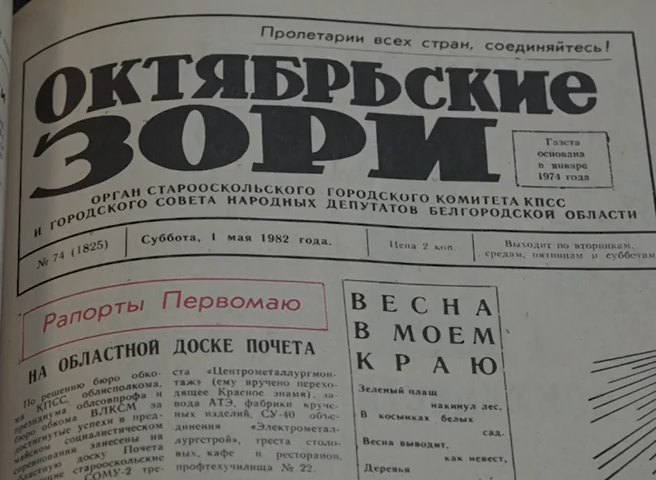 Пролетарии всех стран, соединяйтесь!
ОКТЯБРЬСКИЕ
ЗОРИ
Газета
основана
в январе
1974 года
ОРГАН СТАРООСКОЛЬСКОГО ГОРОДСКОГО КОМИТЕТА КПСС
И ГОРОДСКОГО СОВЕТА НАРОДНЫХ ДЕПУТАТОВ БЕЛГОРОДСКОЙ ОБЛАСТИ
№ 74 (1825)
Суббота, 1 мая 1982 года.
Цена 2 коп.
Выходит по вторникам,
средам, пятницам и субботам
Рапорты Первомаю
НА ОБЛАСТНОЙ ДОСКЕ ПОЧЕТА
По решению бюро обко-
ма КПСС, облисполкома,
президиума облсовпрофа и
бюро обкома ВЛКСМ за
достигнутые успехи в пред-
майском социалистическом
соревновании занесены на
областную доску Почета
старооскольские
СОМУ-2 тре-
ста «Центрометаллургмон-
таж» (ему вручено перехо-
дящее Красное знамя), за-
вода АТЭ, фабрики круче-
ных изделий, СУ-40 объе-
динения «Электрометал-
лургстрой», треста столо-
вых, кафе и ресторанов,
профтехучилища № 22.
ВЕСНА
В МОЕМ
КРАЮ
Зеленый плащ
накинул лес,
В косынках белых
сад.
Весна выводит,
как невест,
Деревья